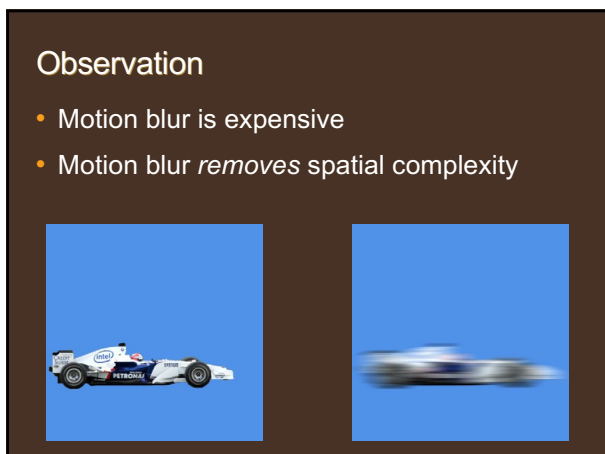 Observation
• Motion blur is expensive
• Motion blur removes spatial complexity
intel
PETRONAS